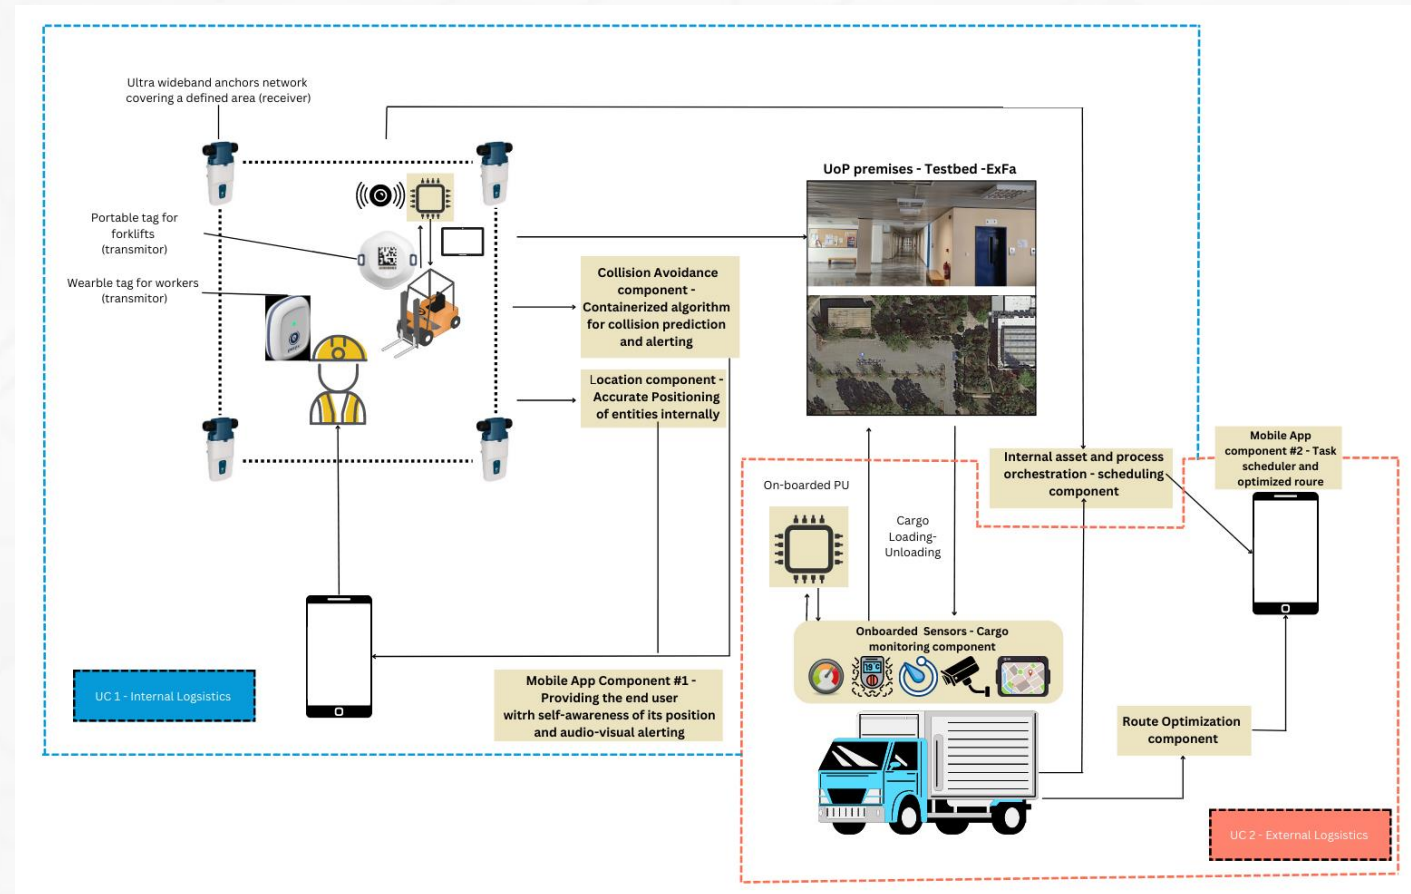 Ultra wideband anchors network
covering a defined area (receiver)
Portable tag for
forklifts
(transmitor)
Wearble tag for workers
(transmitor)
UoP premises - Testbed -ExFa
Collision Avoidance
component -
Containerized algorithm
for collision prediction
and alerting
Location component -
Accurate Positioning
of entities internally
Internal asset and process
orchestration - scheduling
component
Mobile App
component #2 - Task
scheduler and
optimized roure
On-boarded PU
Cargo
Loading-
Unloading
Onboarded Sensors - Cargo
monitoring component
19°C
UC 1 - Internal Logsistics
Mobile App Component #1 -
Providing the end user
witrh self-awareness of its position
and audio-visual alerting
Route Optimization
component
UC 2 - External Logsistics